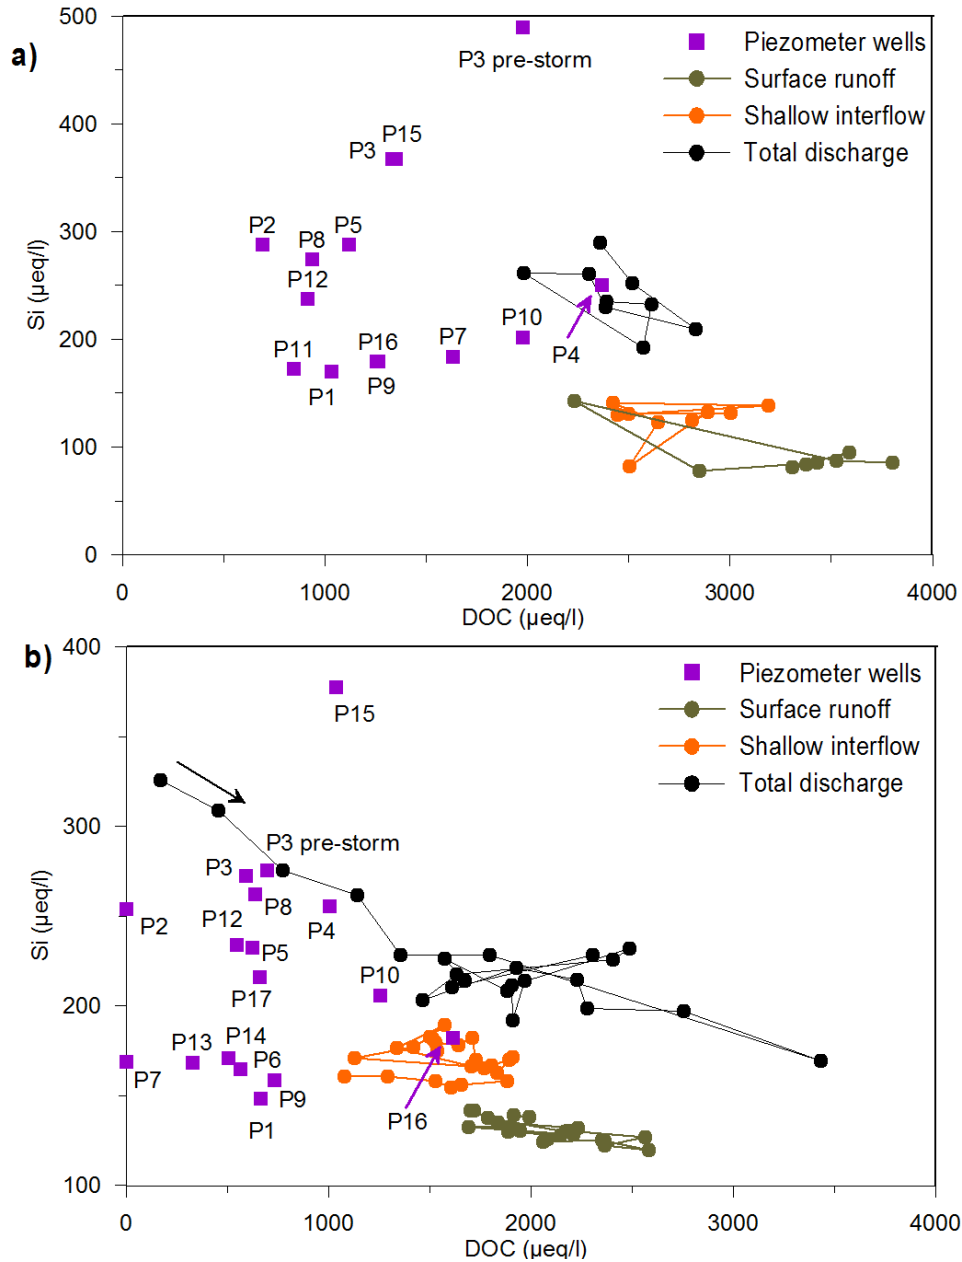 a)
500
400
300
200
100
0
Si (µeq/l)
P3 pre-storm
Piezometer wells
Surface runoff
Shallow interflow
Total discharge
P15
P3
P2
P5
P8
P12
P10
P4
P11
P16
P7
P1
P9
0
1000
2000
3000
4000
DOC (µeq/l)
b)
400
300
200
100
Si (µeq/l)
Piezometer wells
Surface runoff
Shallow interflow
Total discharge
P15
P3 pre-storm
P3
P8
P2
P12
P4
P5
P10
P17
P13
P14
P6
P7
P9
P16
P1
0
1000
2000
3000
4000
DOC (µeq/l)